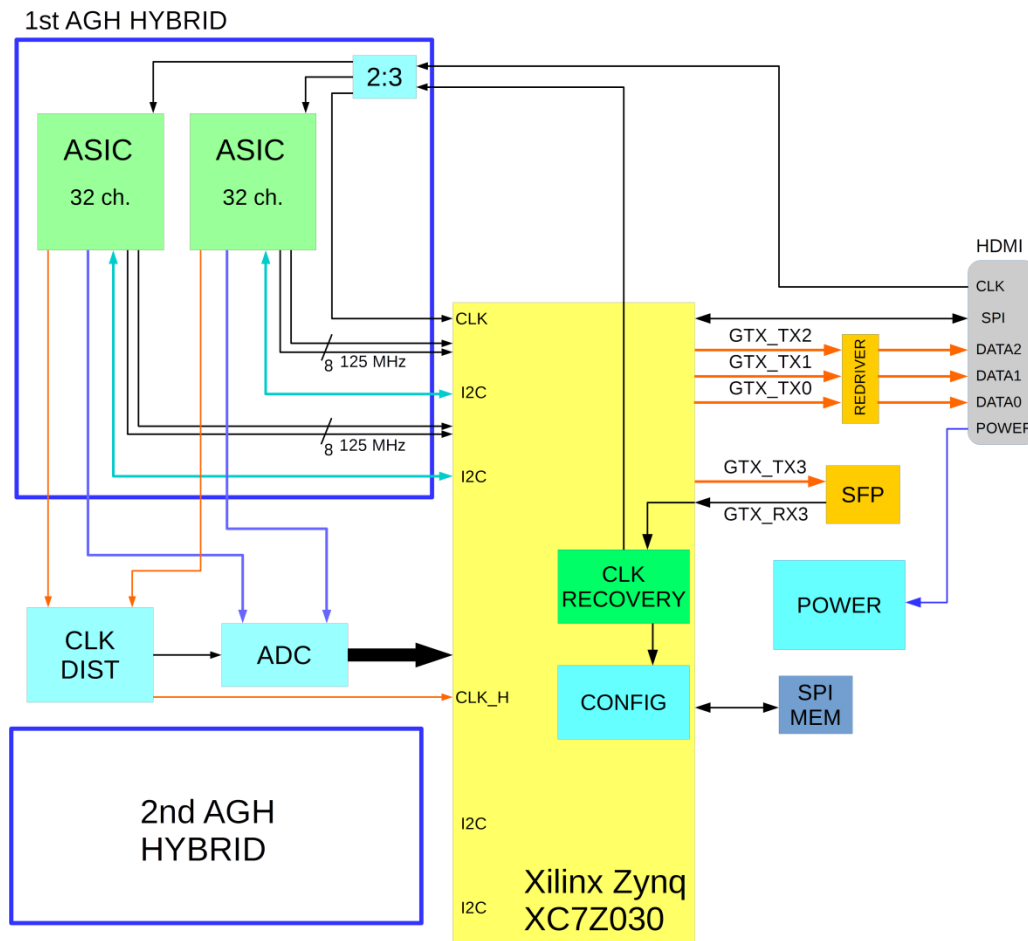 1st AGH HYBRID
2:3
ASIC
32 ch.
ASIC
32 ch.
HDMI
CLK
SPI
DATA2
DATA1
DATA0
POWER
CLK
8 125 MHz
I2C
8 125 MHz
I2C
GTX_TX2
GTX_TX1
GTX_TX0
REDRIVER
GTX_TX3
GTX_RX3
SFP
CLK
RECOVERY
POWER
CLK
DIST
ADC
CLK_H
CONFIG
SPI
MEM
2nd AGH
HYBRID
I2C
I2C
Xilinx Zynq
XC7Z030